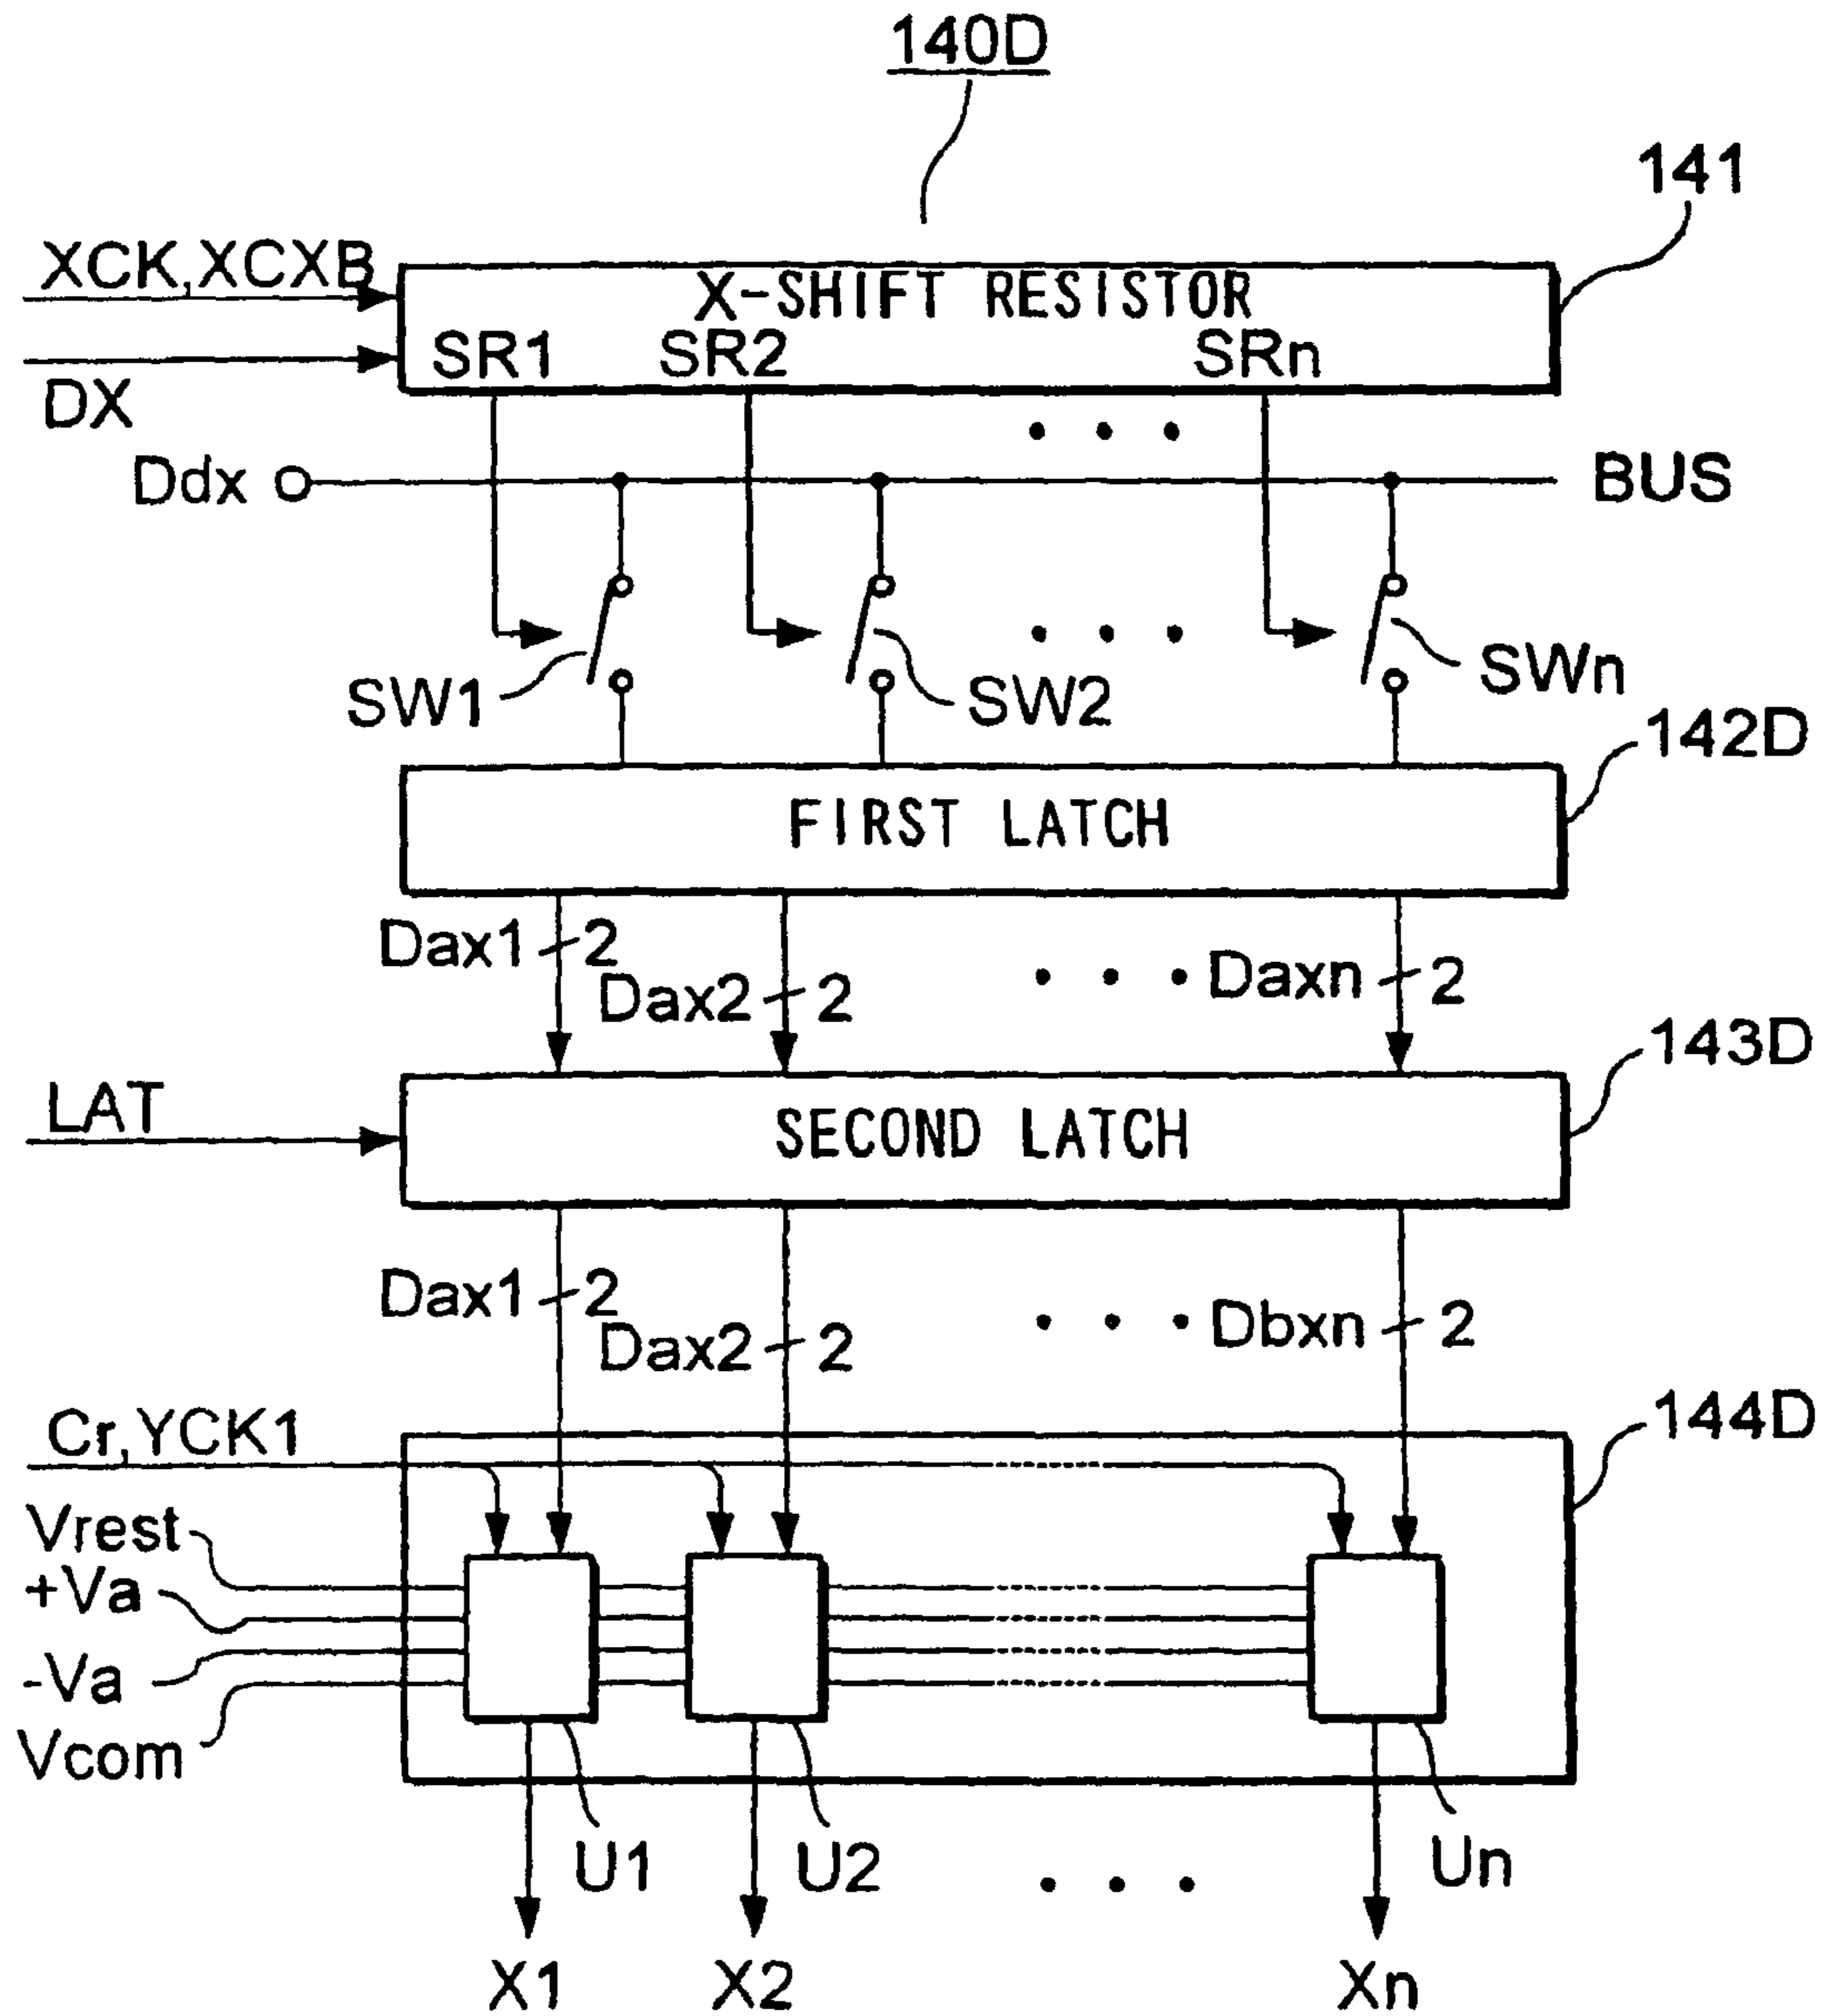 140D
141
XCK,XCXB
X-SHIFT RESISTOR
SR1 SR2 SRn
DX
Ddx BUS
SW1 SW2 SWn
142D
FIRST LATCH
Dax1 2 Dax2 2 Daxn 2
143D
LAT
SECOND LATCH
Dax1 2 Dax2 2 Dbxn 2
144D
Cr,YCK1
Vrest
+Va
-Va
Vcom
U1 U2 Un
X1 X2 Xn